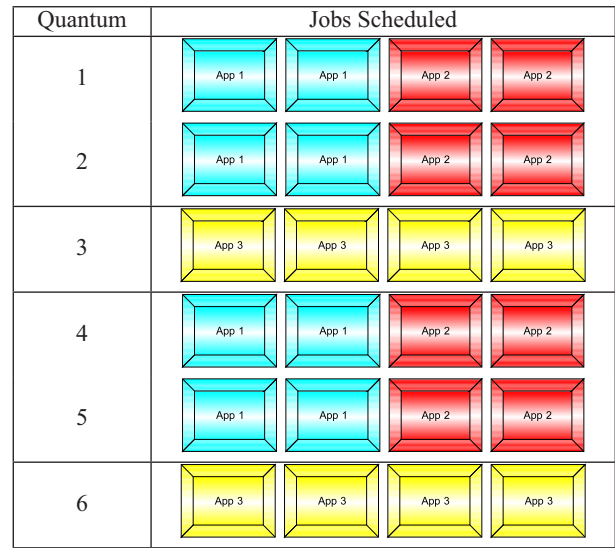 Quantum Jobs Scheduled
1 App 1 App 1 App 2 App 2
2 App 1 App 1 App 2 App 2
3 App 3 App 3 App 3 App 3
4 App 1 App 1 App 2 App 2
5 App 1 App 1 App 2 App 2
6 App 3 App 3 App 3 App 3